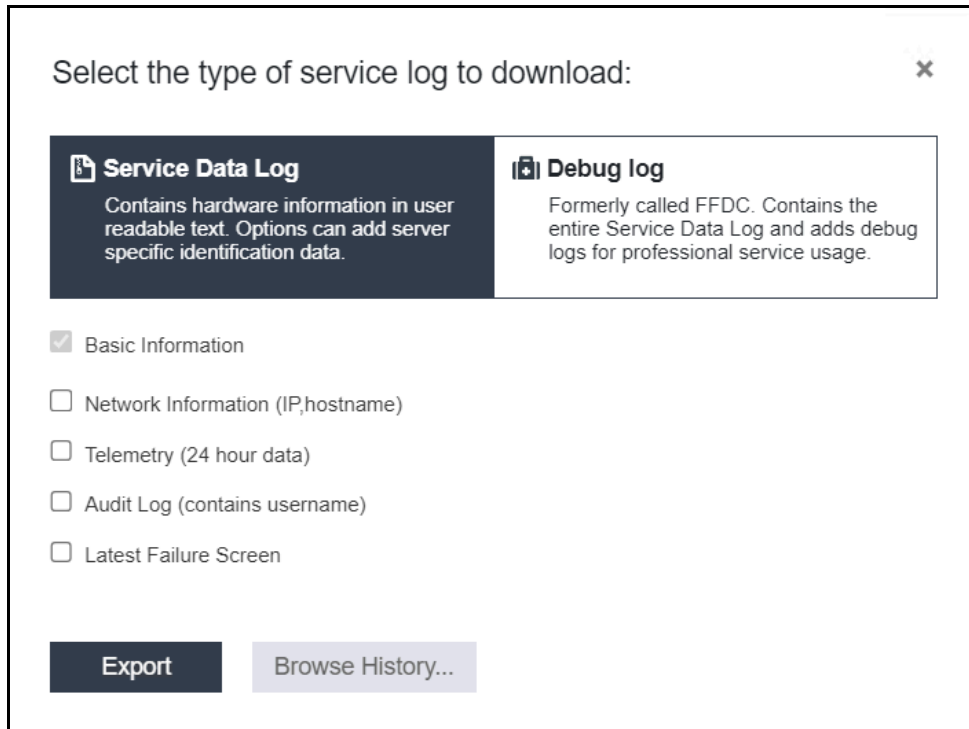 Select the type of service log to download:
Service Data Log
Contains hardware information in user
readable text. Options can add server
specific identification data.
Debug log
Formerly called FFDC. Contains the
entire Service Data Log and adds debug
logs for professional service usage.
Basic Information
Network Information (IP,hostname)
Telemetry (24 hour data)
Audit Log (contains username)
Latest Failure Screen
Export
Browse History...